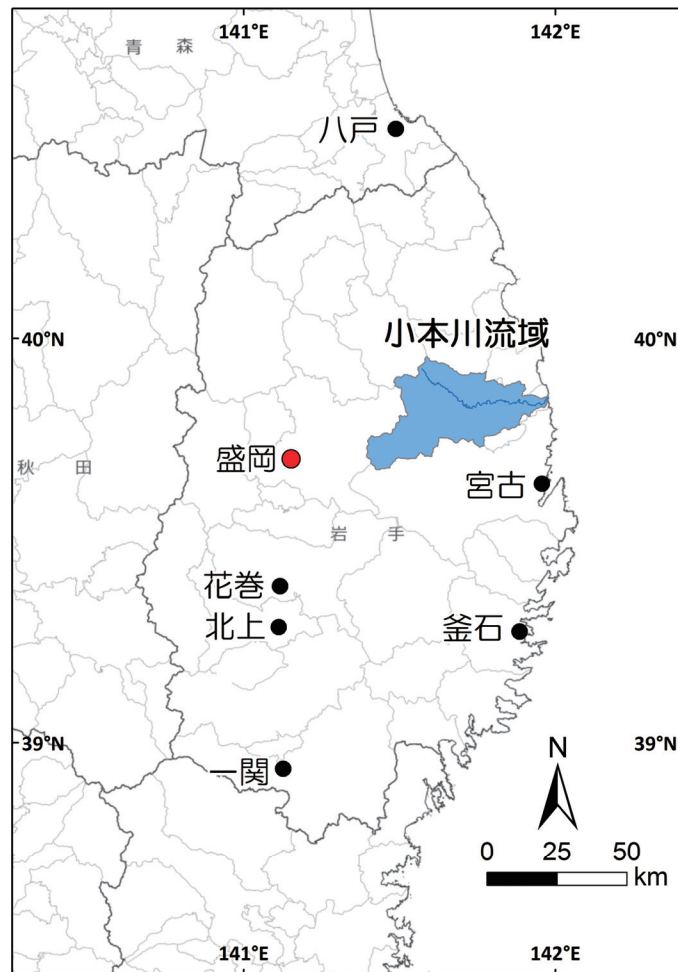 141°E
142°E
青森
八戸
40°N
小本川流域
40°N
盛岡
秋田
宮古
岩手
花巻
北上
釜石
39°N
39°N
一関
N
0 25 50
km
141°E
142°E